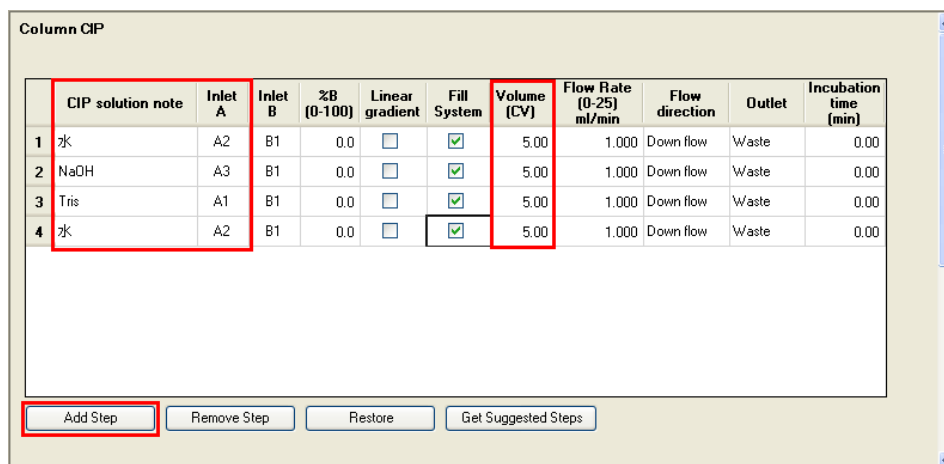 Column CIP
CIP solution note Inlet A Inlet B %B (0-100) Linear gradient Fill System Volume (CV) Flow Rate (0-25) ml/min Flow direction Outlet Incubation time (min)
1 水 A2 B1 0.0 5.00 1.000 Down flow Waste 0.00
2 NaOH A3 B1 0.0 5.00 1.000 Down flow Waste 0.00
3 Tris A1 B1 0.0 5.00 1.000 Down flow Waste 0.00
4 水 A2 B1 0.0 5.00 1.000 Down flow Waste 0.00
Add Step Remove Step Restore Get Suggested Steps